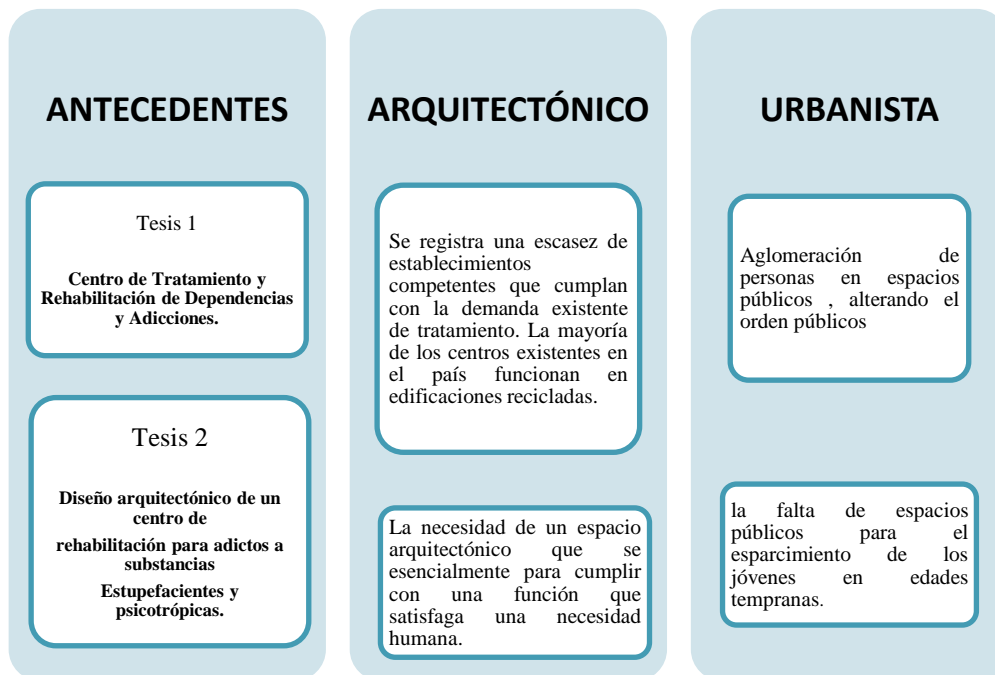 ANTECEDENTES
Tesis 1
Centro de Tratamiento y
Rehabilitación de Dependencias
y Adicciones.
Tesis 2
Diseño arquitectónico de un
centro de
rehabilitación para adictos a
substancias
Estupefacientes y
psicotrópicas.
ARQUITECTÓNICO
Se registra una escasez de
establecimientos
competentes que cumplan
con la demanda existente
de tratamiento. La mayoría
de los centros existentes en
el país funcionan en
edificaciones recicladas.
La necesidad de un espacio
arquitectónico que se
esencialmente para cumplir
con una función que
satisfaga una necesidad
humana.
URBANISTA
Aglomeración de
personas en espacios
públicos , alterando el
orden públicos
la falta de espacios
públicos para el
esparcimiento de los
jóvenes en edades
tempranas.